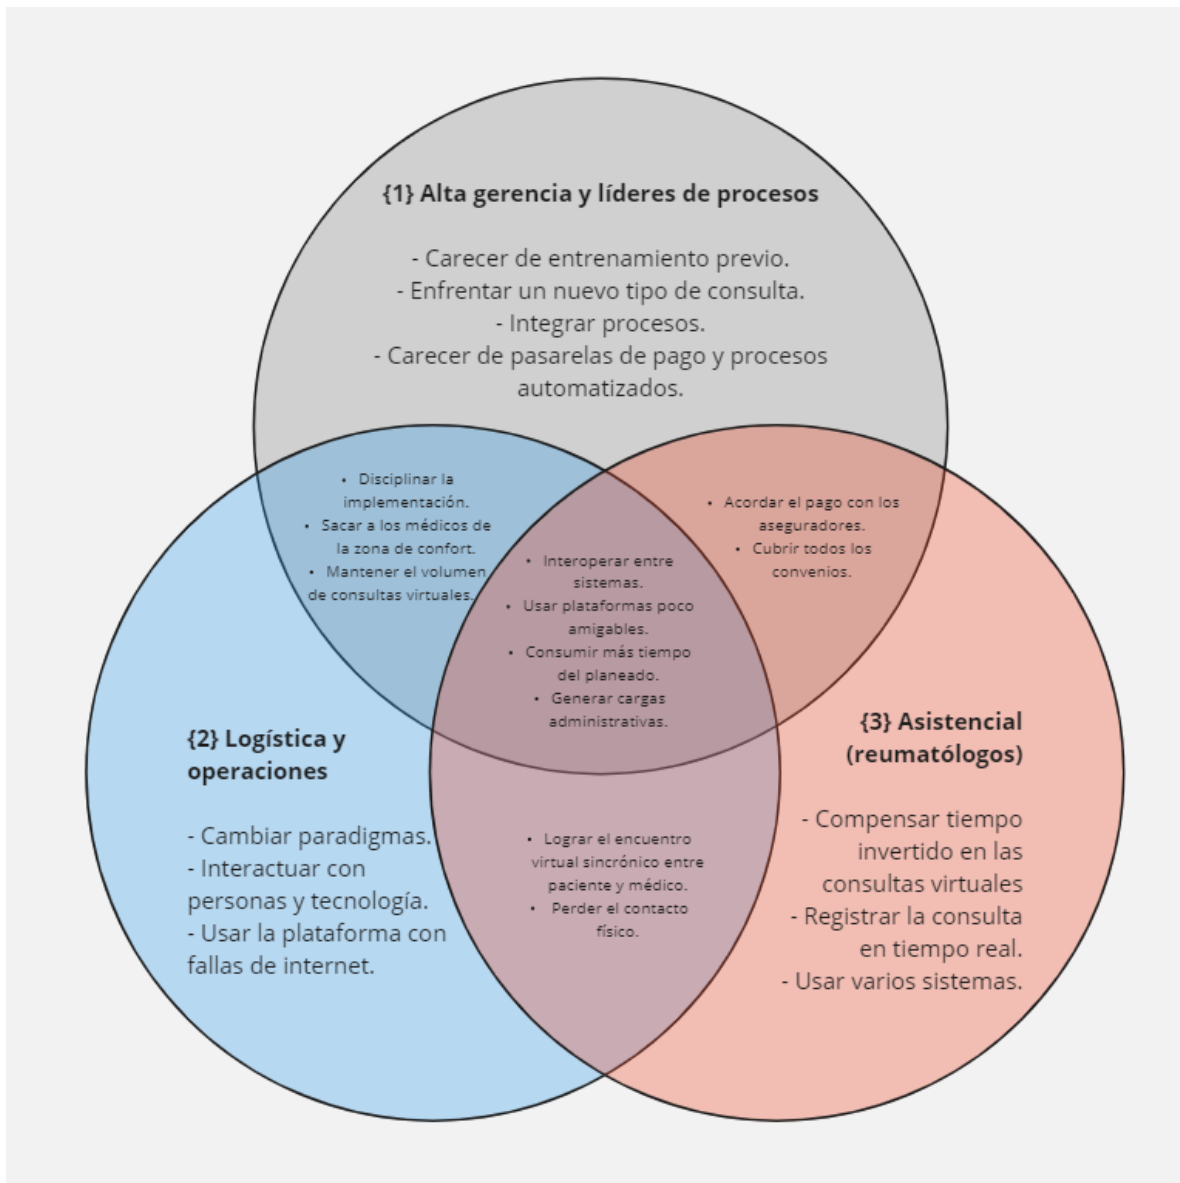 {1} Alta gerencia y líderes de procesos
- Carecer de entrenamiento previo.
- Enfrentar un nuevo tipo de consulta.
- Integrar procesos.
- Carecer de pasarelas de pago y procesos
automatizados.
• Disciplinar la
implementación.
• Sacar a los médicos de
la zona de confort.
• Mantener el volumen
de consultas virtuales.
• Interoperar entre
sistemas.
• Usar plataformas poco
amigables.
• Consumir más tiempo
del planeado.
• Generar cargas
administrativas.
• Acordar el pago con los
aseguradores.
• Cubrir todos los
convenios.
{2} Logística y
operaciones
- Cambiar paradigmas.
- Interactuar con
personas y tecnología.
- Usar la plataforma con
fallas de internet.
• Lograr el encuentro
virtual sincrónico entre
paciente y médico.
• Perder el contacto
físico.
{3} Asistencial
(reumatólogos)
- Compensar tiempo
invertido en las
consultas virtuales
- Registrar la consulta
en tiempo real.
- Usar varios sistemas.